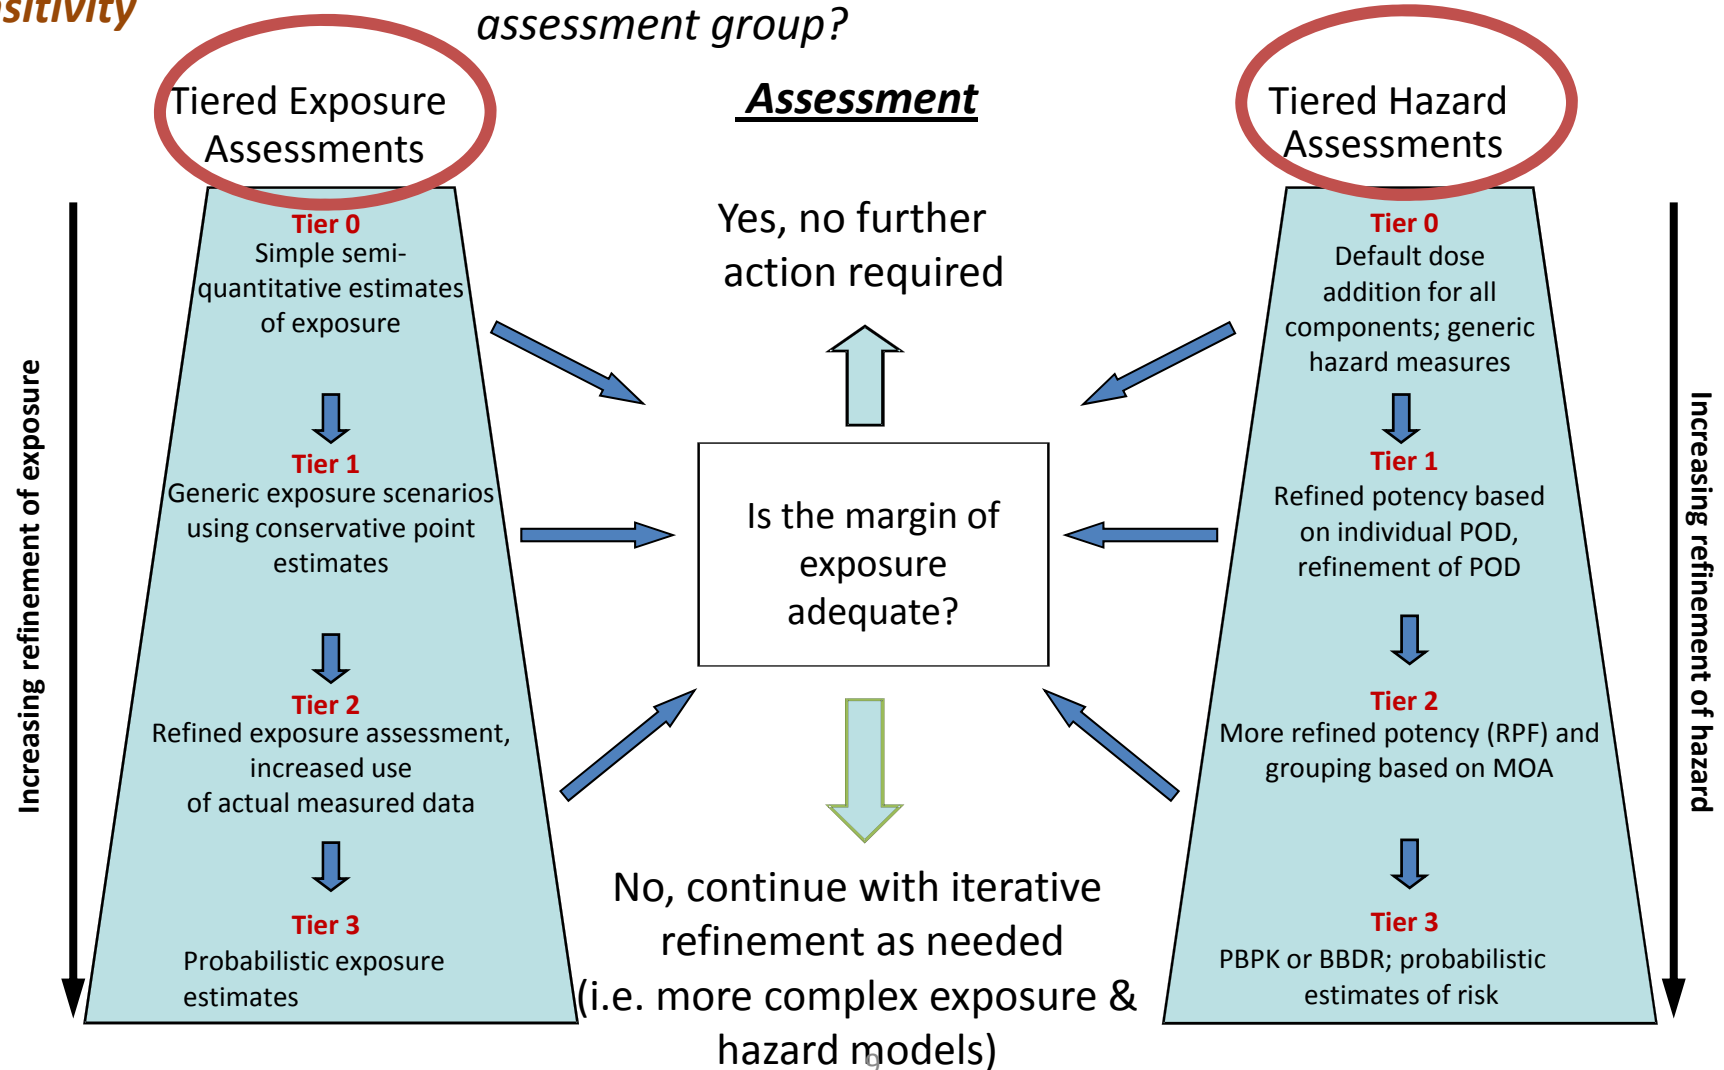 assessment group?
Tiered Exposure
Assessments
Assessment
Tiered Hazard
Assessments
Increasing refinement of exposure
Tier 0
Simple semi-
quantitative estimates
of exposure
Tier 1
Generic exposure scenarios
using conservative point
estimates
Tier 2
Refined exposure assessment,
increased use
of actual measured data
Tier 3
Probabilistic exposure
estimates
Yes, no further
action required
Is the margin of
exposure
adequate?
No, continue with iterative
refinement as needed
(i.e. more complex exposure &
hazard models)
9
Tier 0
Default dose
addition for all
components; generic
hazard measures
Tier 1
Refined potency based
on individual POD,
refinement of POD
Tier 2
More refined potency (RPF) and
grouping based on MOA
Tier 3
PBPK or BBDR; probabilistic
estimates of risk
Increasing refinement of hazard